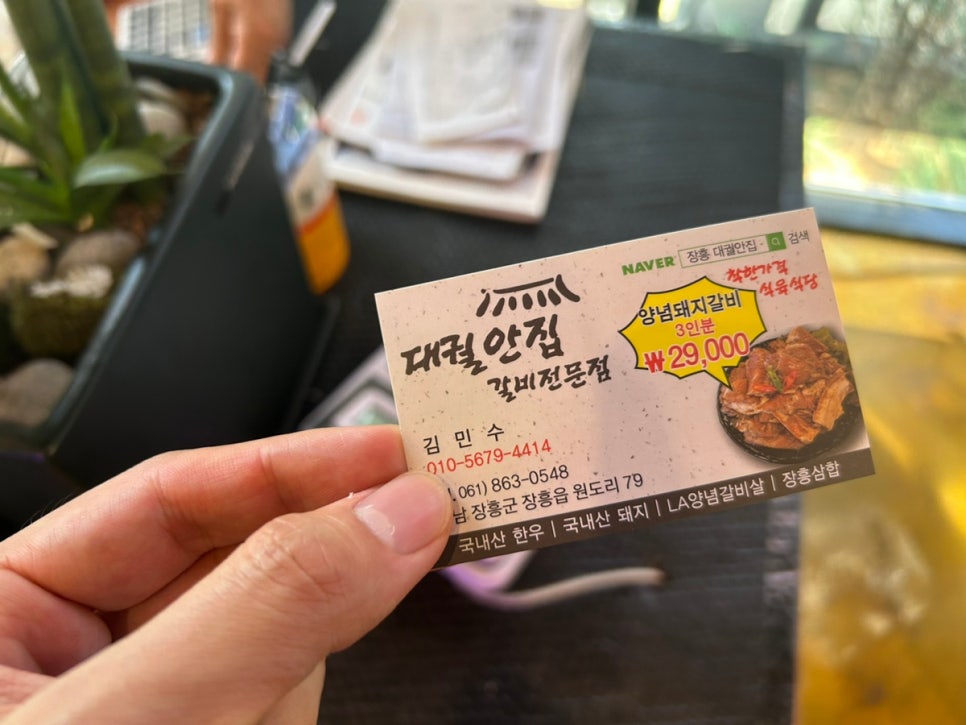 NAVER 장흥 대궐안집 검색
착한가격
식육식당
대궐안집
갈비전문점
양념돼지갈비
3인분
₩29,000
김민수
010-5679-4414
061) 863-0548
남 장흥군 장흥읍 원도리 79
국내산 한우 | 국내산 돼지 | LA양념갈비살 | 장흥삼합